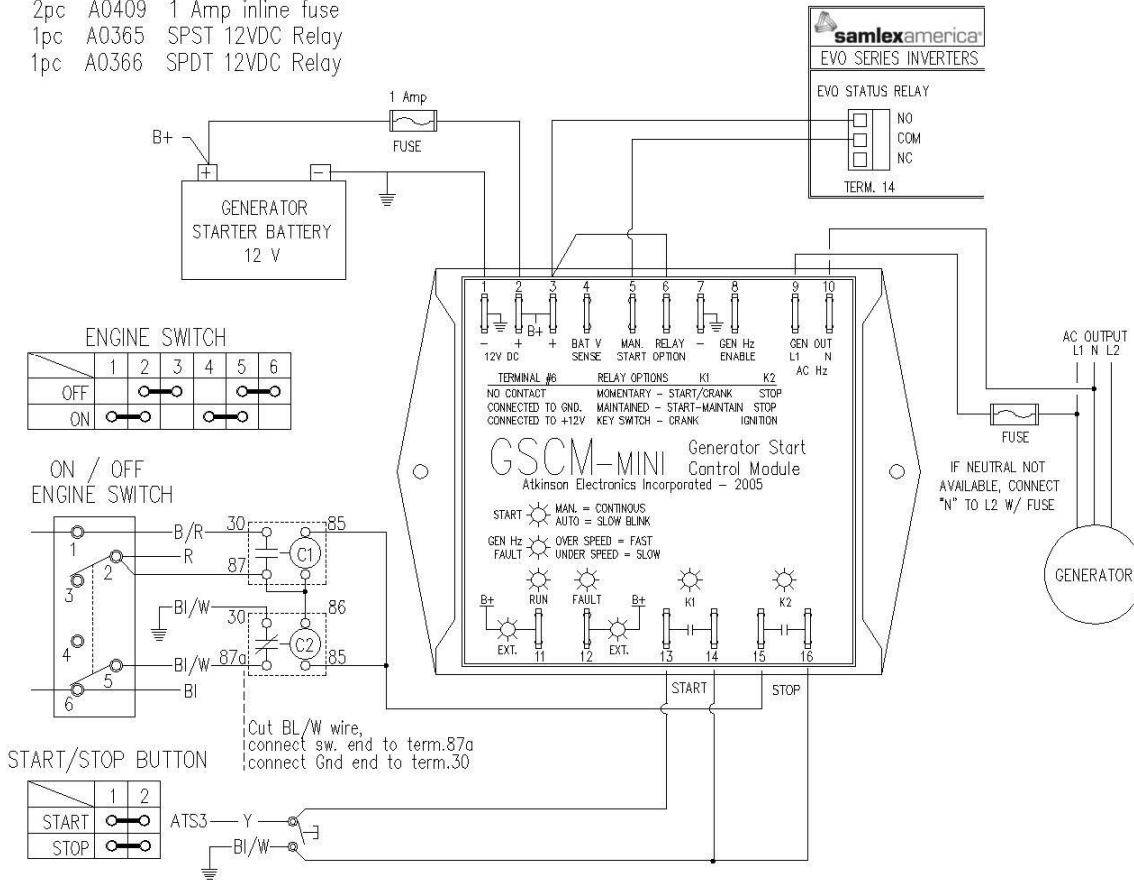 2pc A0409 1 Amp inline fuse
1pc A0365 SPST 12VDC Relay
1pc A0366 SPDT 12VDC Relay
samlexamerica
EVO SERIES INVERTERS
EVO STATUS RELAY
NO
COM
NC
TERM. 14
1 Amp
FUSE
B+
+ -
GENERATOR
STARTER BATTERY
12 V
ENGINE SWITCH
1 2 3 4 5 6
OFF
ON
1 2 3 4 5 6 7 8 9 10
B+
- + + BAT V MAN. RELAY - GEN Hz GEN OUT
12V DC SENSE START OPTION ENABLE L1 N
AC Hz
TERMINAL #6 RELAY OPTIONS K1 K2
NO CONTACT MOMENTARY - START/CRANK STOP
CONNECTED TO GND. MAINTAINED - START-MAINTAIN STOP
CONNECTED TO +12V KEY SWITCH - CRANK IGNITION
GSCM-MINI Generator Start
Control Module
Atkinson Electronics Incorporated - 2005
START MAN. = CONTINOUS
AUTO = SLOW BLINK
GEN Hz OVER SPEED = FAST
FAULT UNDER SPEED = SLOW
B+ RUN FAULT B+ K1 K2
EXT. EXT.
11 12 13 14 15 16
START STOP
AC OUTPUT
L1 N L2
FUSE
IF NEUTRAL NOT
AVAILABLE, CONNECT
"N" TO L2 W/ FUSE
GENERATOR
ON / OFF
ENGINE SWITCH
1 B/R 30 85
2 R C1
3 87
BI/W 30 86
4 C2
5 BI/W 87a 85
6 BI
Cut BL/W wire,
connect sw. end to term.87a
connect Gnd end to term.30
START/STOP BUTTON
1 2
START
STOP
ATS3 Y
BI/W